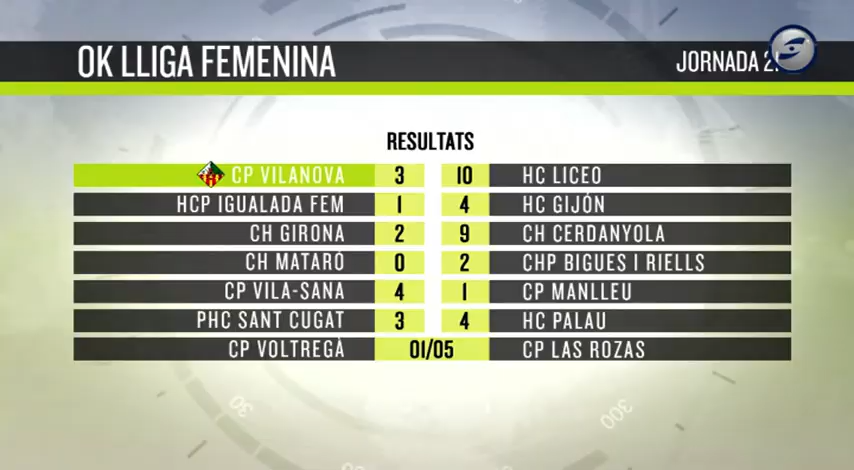 OK LLIGA FEMENINA JORNADA
RESULTATS
CP VILANOVA 3 10 HC LICEO
HCP IGUALADA FEM 1 4 HC GIJÓN
CH GIRONA 2 9 CH CERDANYOLA
CH MATARÓ 0 2 CHP BIGUES I RIELLS
CP VILA-SANA 4 1 CP MANLLEU
PHC SANT CUGAT 3 4 HC PALAU
CP VOLTREGÀ 01/05 CP LAS ROZAS
30 300